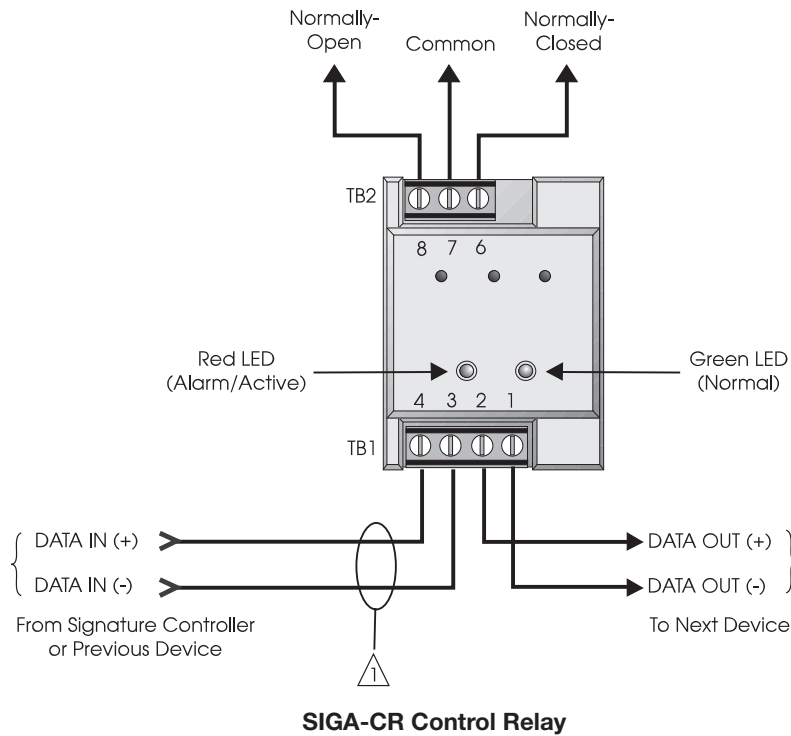 Normally-
Open
Common
Normally-
Closed
TB2
8 7 6
Red LED
(Alarm/Active)
Green LED
(Normal)
4 3 2 1
TB1
DATA IN (+)
DATA OUT (+)
DATA IN (-)
DATA OUT (-)
From Signature Controller
or Previous Device
To Next Device
1
SIGA-CR Control Relay